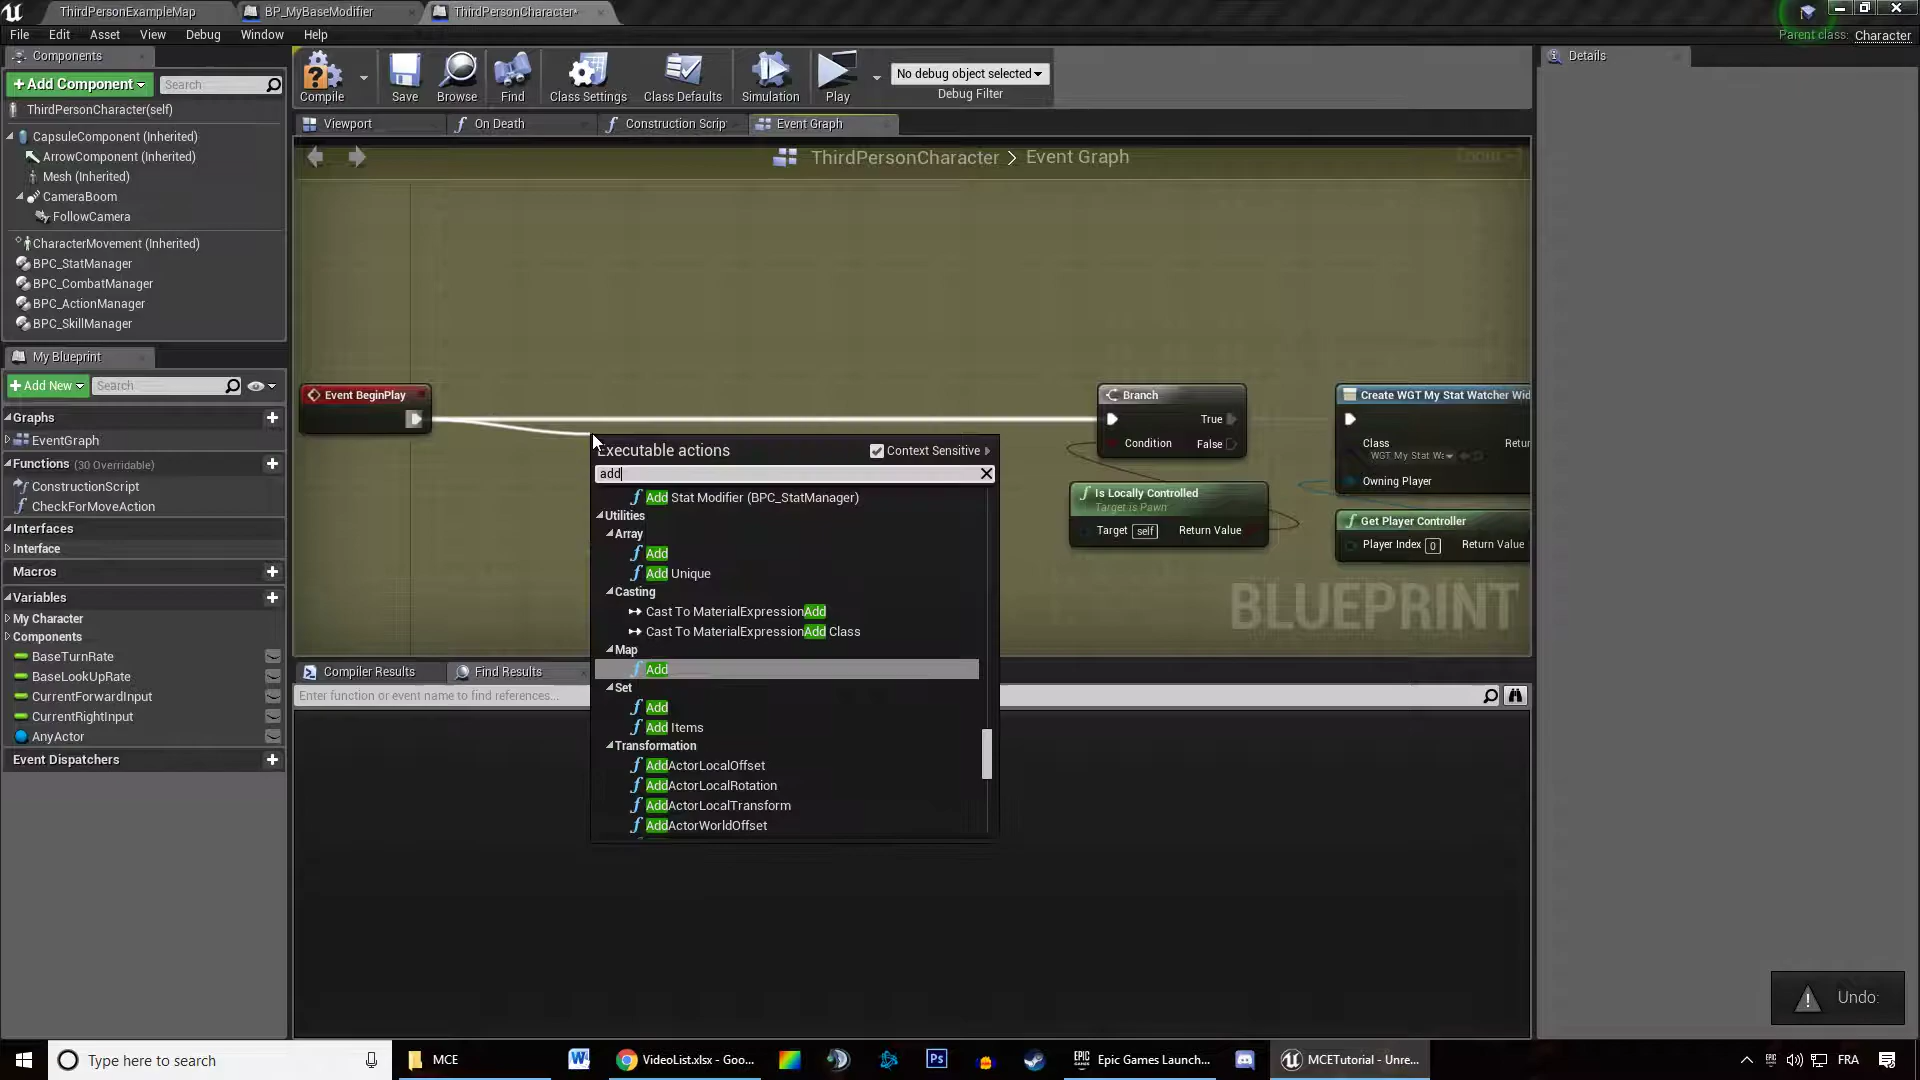 ThirdPersonExampleMap
BP_MyBaseModifier
ThirdPersonCharacter*
File Edit Asset View Debug Window Help
Parent class: Character
Components
+Add Component
Search
ThirdPersonCharacter(self)
CapsuleComponent (Inherited)
ArrowComponent (Inherited)
Mesh (Inherited)
CameraBoom
FollowCamera
CharacterMovement (Inherited)
BPC_StatManager
BPC_CombatManager
BPC_ActionManager
BPC_SkillManager
My Blueprint
+Add New
Search
Graphs
EventGraph
Functions (30 Overridable)
ConstructionScript
CheckForMoveAction
Interfaces
Interface
Macros
Variables
My Character
Components
BaseTurnRate
BaseLookUpRate
CurrentForwardInput
CurrentRightInput
AnyActor
Event Dispatchers
Compile
Save
Browse
Find
Class Settings
Class Defaults
Simulation
Play
No debug object selected
Debug Filter
Viewport
On Death
Construction Scrip
Event Graph
ThirdPersonCharacter > Event Graph
Event BeginPlay
Branch
True
Condition
False
Is Locally Controlled
Target is Pawn
Target self
Return Value
Create WGT My Stat Watcher Wid
Class
Retur
WGT My Stat Wa
Owning Player
Get Player Controller
Player Index 0
Return Value
BLUEPRINT
Executable actions
Context Sensitive
add
Add Stat Modifier (BPC_StatManager)
Utilities
Array
Add
Add Unique
Casting
Cast To MaterialExpressionAdd
Cast To MaterialExpressionAdd Class
Map
Add
Set
Add
Add Items
Transformation
AddActorLocalOffset
AddActorLocalRotation
AddActorLocalTransform
AddActorWorldOffset
Compiler Results
Find Results
Enter function or event name to find references...
Details
Undo:
Type here to search
MCE
VideoList.xlsx - Goo...
Ps
EPIC GAMES
Epic Games Launch...
MCETutorial - Unre...
FRA